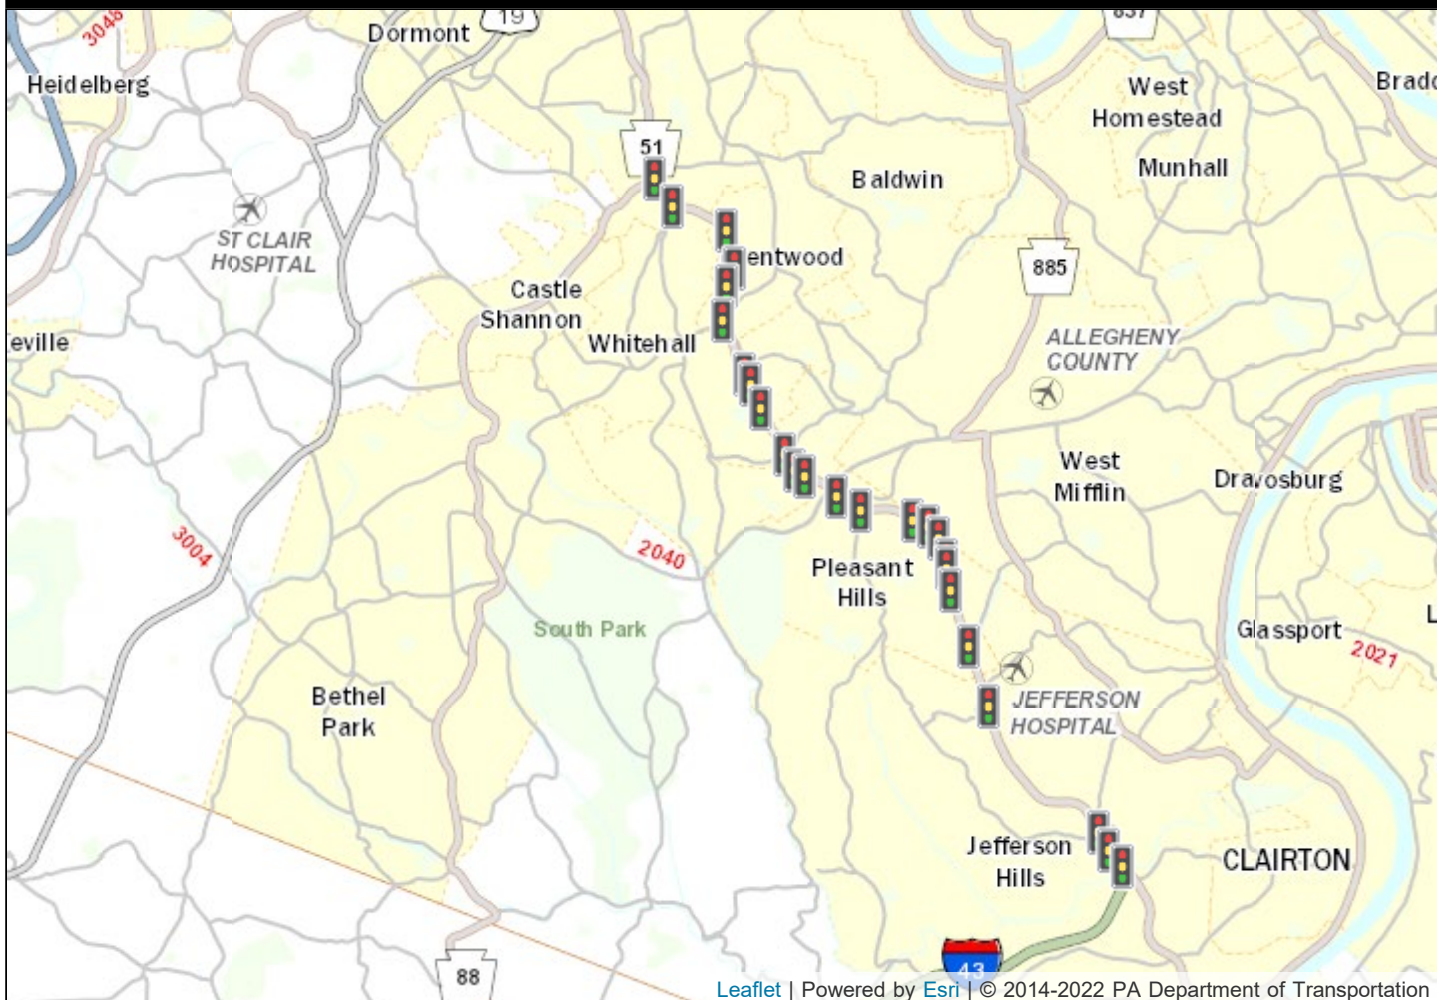 19
837
3048
Dormont
Heidelberg
West
Homestead
51
Munhall
Baldwin
ST CLAIR
HOSPITAL
entwood
885
Castle
Shannon
eville
Whitehall
ALLEGHENY
COUNTY
West
Mifflin
Dravosburg
3004
2040
Pleasant
Hills
South Park
Glassport
2021
Bethel
Park
JEFFERSON
HOSPITAL
Jefferson
Hills
CLAIRTON
88
43
Leaflet | Powered by Esri | © 2014-2022 PA Department of Transportation